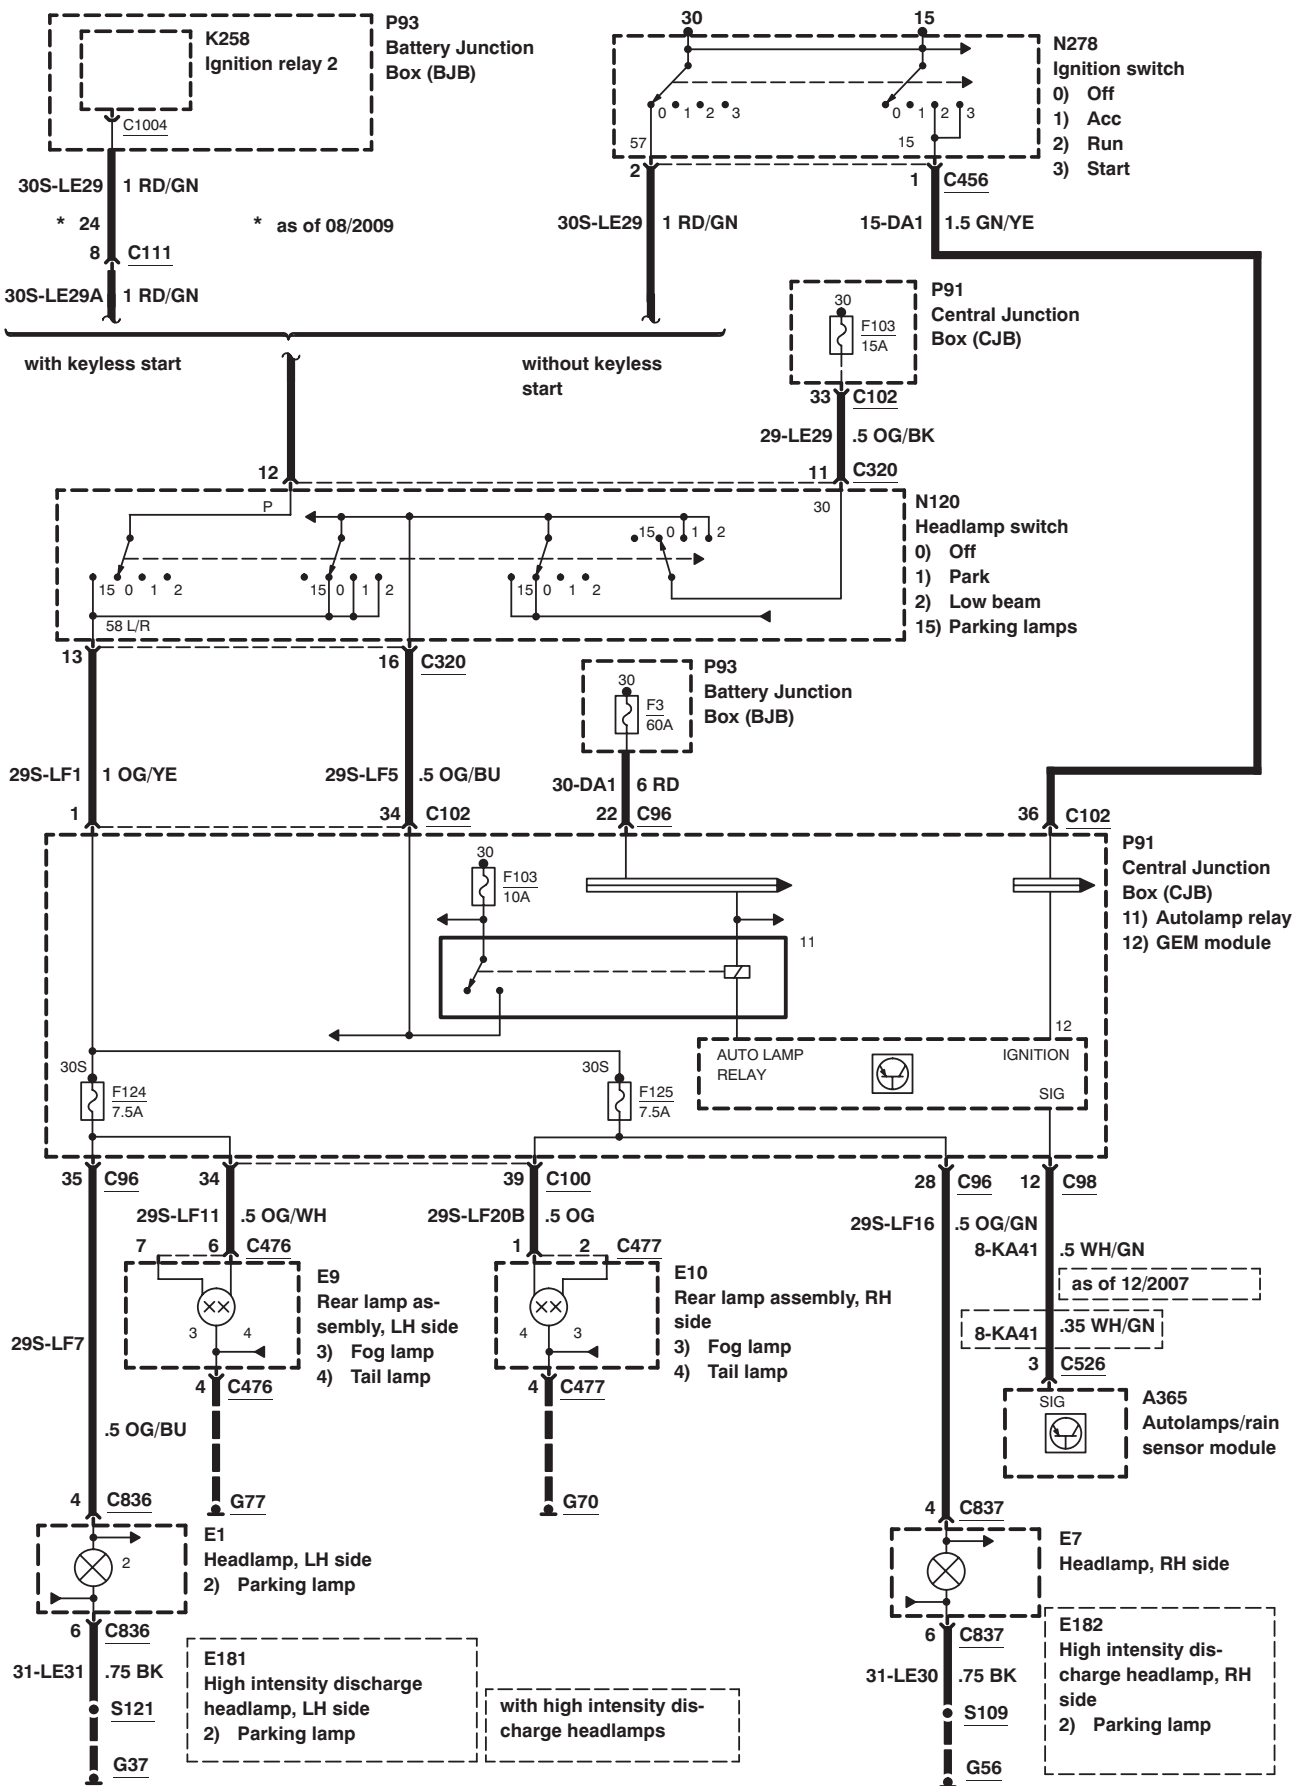 K258
Ignition relay 2
C1004
P93
Battery Junction
Box (BJB)
30
15
0 1 2 3
0 1 2 3
57
15
N278
Ignition switch
0) Off
1) Acc
2) Run
3) Start
2
1
C456
30S-LE29
1 RD/GN
* 24
* as of 08/2009
8
C111
30S-LE29A
1 RD/GN
30S-LE29
1 RD/GN
15-DA1
1.5 GN/YE
with keyless start
without keyless
start
30
F103
15A
P91
Central Junction
Box (CJB)
33
C102
29-LE29
.5 OG/BK
12
11
C320
P
30
15 0 1 2
15 0 1 2
15 0 1 2
15 0 1 2
58 L/R
N120
Headlamp switch
0) Off
1) Park
2) Low beam
15) Parking lamps
13
16
C320
30
F3
60A
P93
Battery Junction
Box (BJB)
29S-LF1
1 OG/YE
29S-LF5
.5 OG/BU
30-DA1
6 RD
1
34
C102
22
C96
36
C102
P91
Central Junction
Box (CJB)
11) Autolamp relay
12) GEM module
30
F103
10A
11
12
AUTO LAMP
RELAY
IGNITION
SIG
30S
F124
7.5A
30S
F125
7.5A
35
C96
34
39
C100
28
C96
12
C98
29S-LF11
.5 OG/WH
29S-LF20B
.5 OG
29S-LF16
.5 OG/GN
8-KA41
.5 WH/GN
as of 12/2007
8-KA41
.35 WH/GN
7
6
C476
1
2
C477
3
C526
E9
Rear lamp as-
sembly, LH side
3) Fog lamp
4) Tail lamp
3
4
E10
Rear lamp assembly, RH
side
3) Fog lamp
4) Tail lamp
4
3
SIG
A365
Autolamps/rain
sensor module
29S-LF7
.5 OG/BU
4
C476
4
C477
G77
G70
4
C836
4
C837
E1
Headlamp, LH side
2) Parking lamp
2
E7
Headlamp, RH side
6
C836
6
C837
31-LE31
.75 BK
31-LE30
.75 BK
S121
S109
G37
G56
E181
High intensity discharge
headlamp, LH side
2) Parking lamp
with high intensity dis-
charge headlamps
E182
High intensity dis-
charge headlamp, RH
side
2) Parking lamp